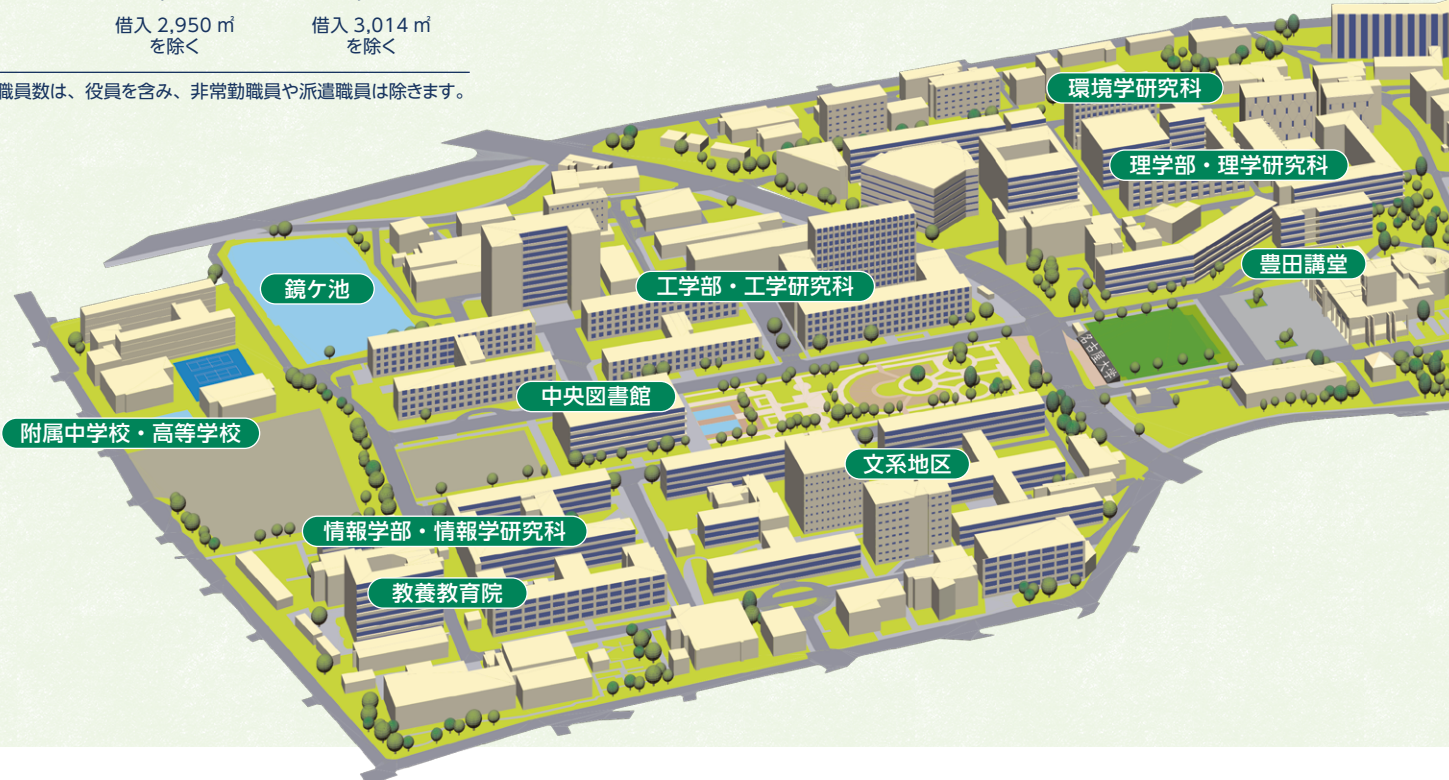 借入 2,950 ㎡ 借入 3,014 ㎡
を除く を除く
職員数は、役員を含み、非常勤職員や派遣職員は除きます。
環境学研究科
理学部・理学研究科
豊田講堂
鏡ケ池
工学部・工学研究科
名古屋大学
中央図書館
附属中学校・高等学校
文系地区
情報学部・情報学研究科
教養教育院